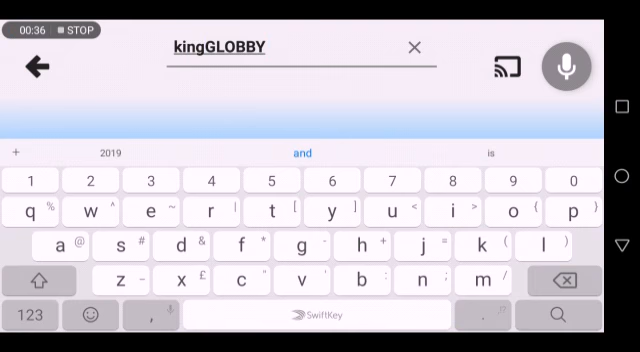 00:36 STOP
kingGLOBBY
+ 2019 and is
1 2 3 4 5 6 7 8 9 0
q % w ^ e ~ r | t [ y ] u < i > o { p }
a @ s # d & f * g - h + j = k ( l )
z _ x £ c " v ' b : n ; m /
123 , SwiftKey .